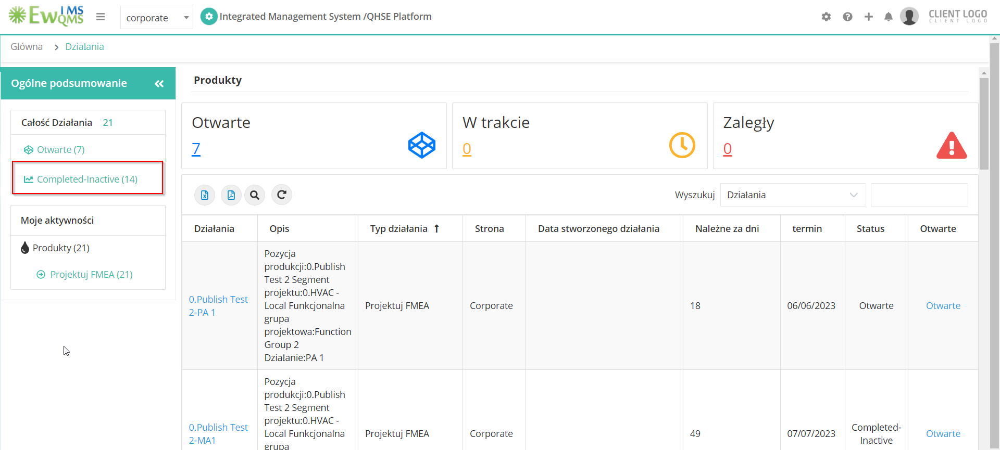 EwQMS IMS
corporate
Integrated Management System /QHSE Platform
CLIENT LOGO
CLIENT LOGO
Główna
Działania
Ogólne podsumowanie
Całość Działania 21
Otwarte (7)
Completed-Inactive (14)
Moje aktywności
Produkty (21)
Projektuj FMEA (21)
Produkty
Otwarte
7
W trakcie
0
Zaległy
0
Wyszukuj
Działania
Działania Opis Typ działania Strona Data stworzonego działania Należne za dni termin Status Otwarte
0.Publish Test
2-PA 1
Pozycja
produkcji:0.Publish
Test 2 Segment
projektu:0.HVAC -
Local Funkcjonalna
grupa
projektowa:Function
Group 2
Działanie:PA 1
Projektuj FMEA
Corporate
18
06/06/2023
Otwarte
Otwarte
0.Publish Test
2-MA1
Pozycja
produkcji:0.Publish
Test 2 Segment
projektu:0.HVAC -
Local Funkcjonalna
grupa
Projektuj FMEA
Corporate
49
07/07/2023
Completed-
Inactive
Otwarte